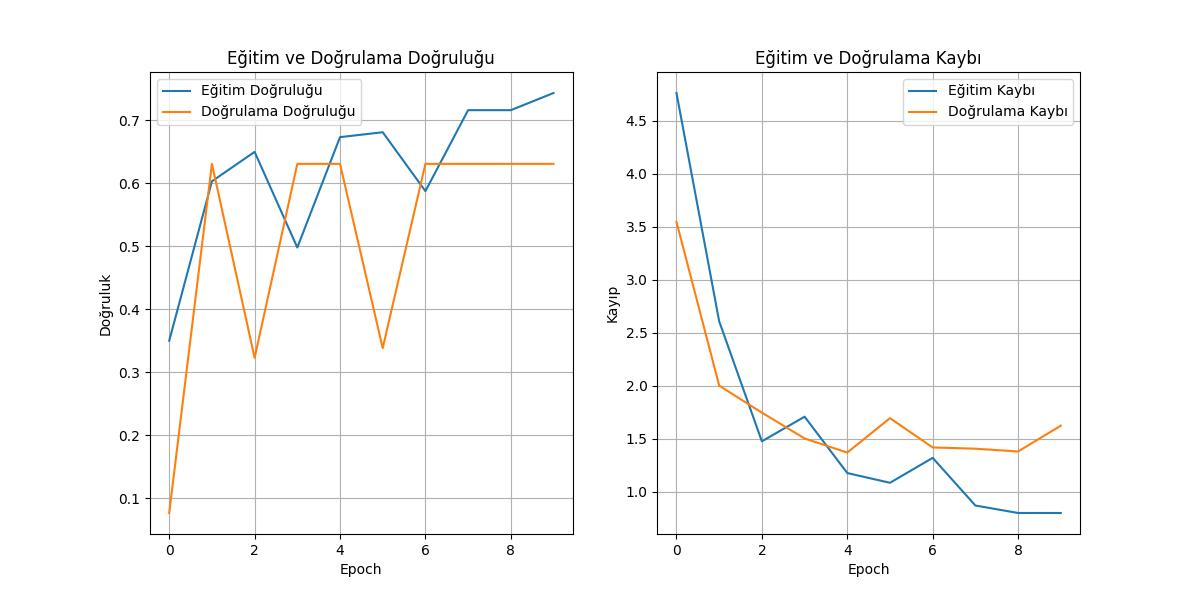 Eğitim ve Doğrulama Doğruluğu
Eğitim Doğruluğu
Doğrulama Doğruluğu
0.7
0.6
0.5
0.4
0.3
0.2
0.1
Doğruluk
0 2 4 6 8
Epoch
Eğitim ve Doğrulama Kaybı
Eğitim Kaybı
Doğrulama Kaybı
4.5
4.0
3.5
3.0
2.5
2.0
1.5
1.0
Kayıp
0 2 4 6 8
Epoch